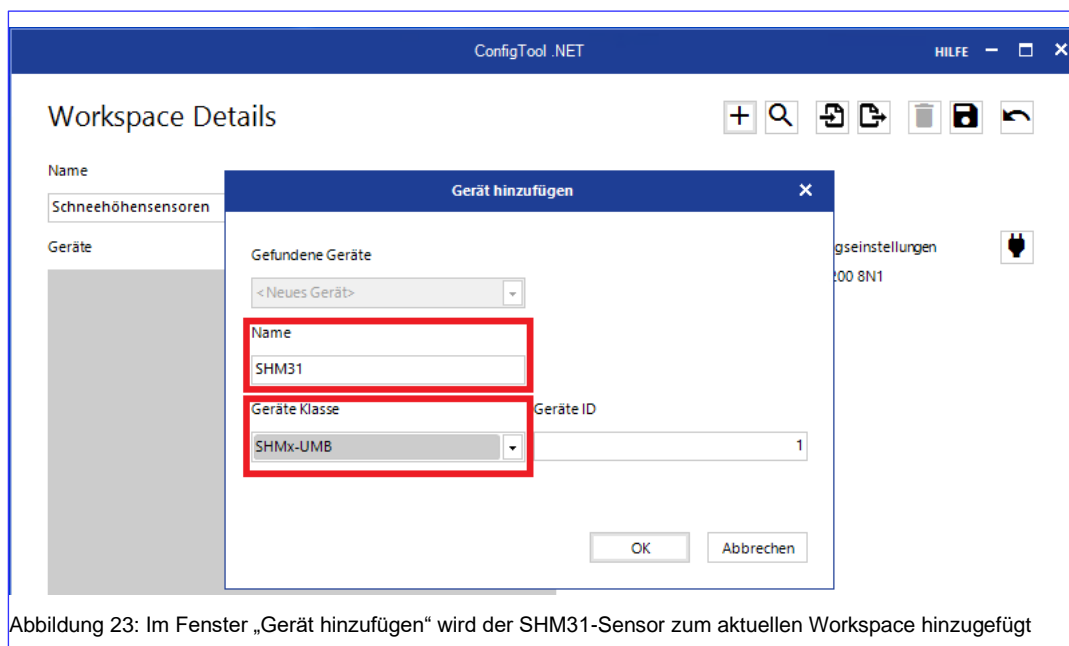 ConfigTool .NET
HILFE
Workspace Details
Name
Schneehöhensensoren
Geräte
Gerät hinzufügen
Gefundene Geräte
<Neues Gerät>
Name
SHM31
Geräte Klasse
Geräte ID
SHMx-UMB
1
OK
Abbrechen
gseinstellungen
200 8N1
Abbildung 23: Im Fenster „Gerät hinzufügen“ wird der SHM31-Sensor zum aktuellen Workspace hinzugefügt